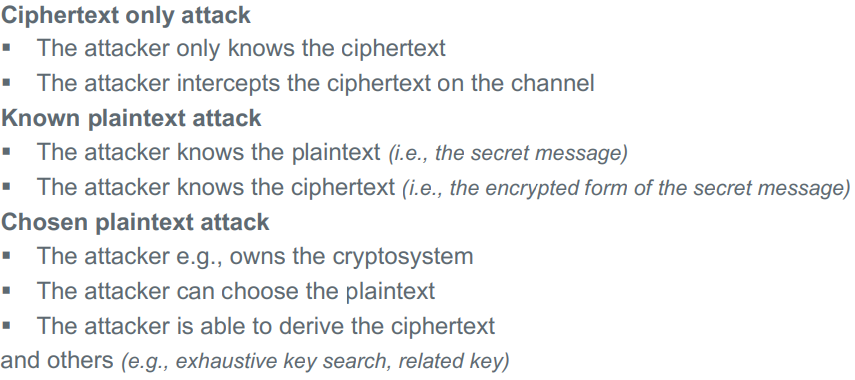 Ciphertext only attack
▪ The attacker only knows the ciphertext
▪ The attacker intercepts the ciphertext on the channel
Known plaintext attack
▪ The attacker knows the plaintext (i.e., the secret message)
▪ The attacker knows the ciphertext (i.e., the encrypted form of the secret message)
Chosen plaintext attack
▪ The attacker e.g., owns the cryptosystem
▪ The attacker can choose the plaintext
▪ The attacker is able to derive the ciphertext
and others (e.g., exhaustive key search, related key)